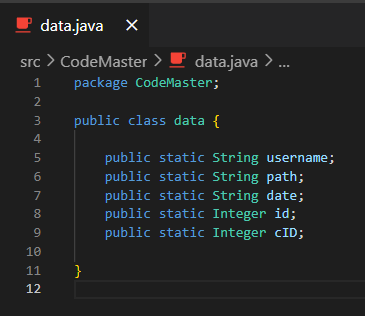 data.java ×
src > CodeMaster > data.java > ...
1 package CodeMaster;
2
3 public class data {
4
5 public static String username;
6 public static String path;
7 public static String date;
8 public static Integer id;
9 public static Integer cID;
10
11 }
12